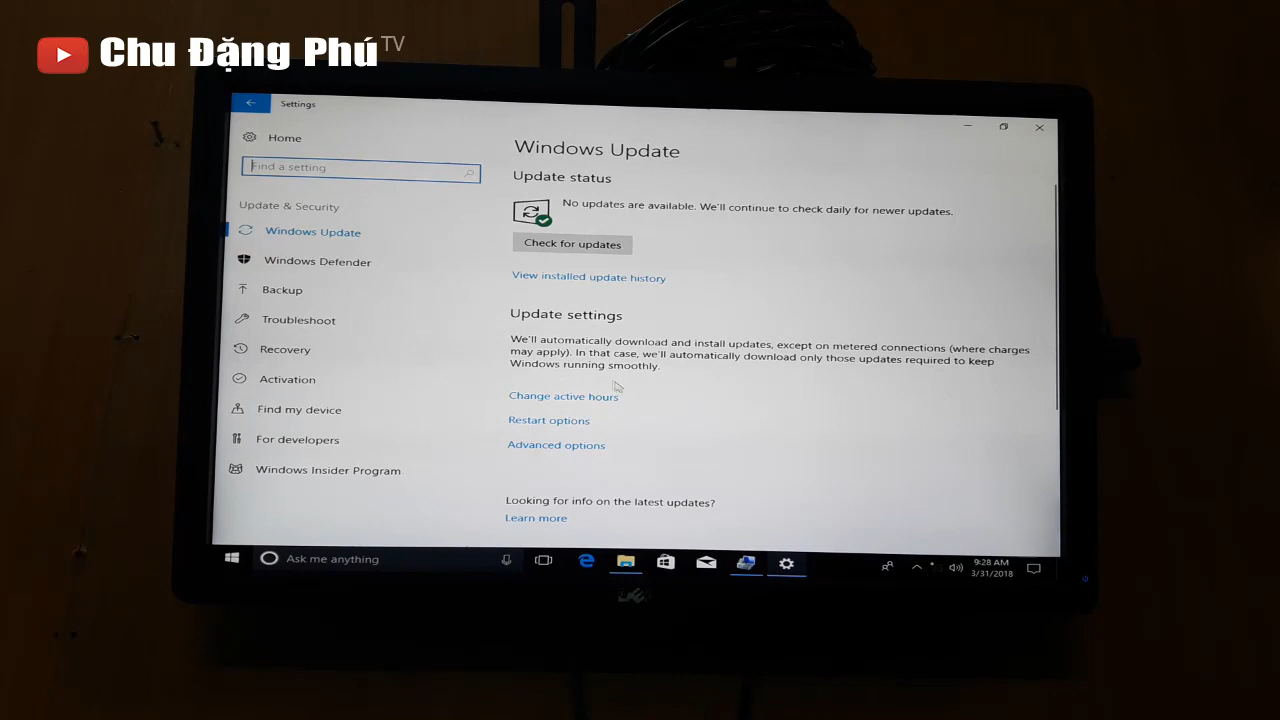 Chu Đặng Phú TV
Settings
Home
Find a setting
Update & Security
Windows Update
Windows Defender
Backup
Troubleshoot
Recovery
Activation
Find my device
For developers
Windows Insider Program
Windows Update
Update status
No updates are available. We'll continue to check daily for newer updates.
Check for updates
View installed update history
Update settings
We'll automatically download and install updates, except on metered connections (where charges
may apply). In that case, we'll automatically download only those updates required to keep
Windows running smoothly.
Change active hours
Restart options
Advanced options
Looking for info on the latest updates?
Learn more
Ask me anything
9:28 AM
3/31/2018
DELL